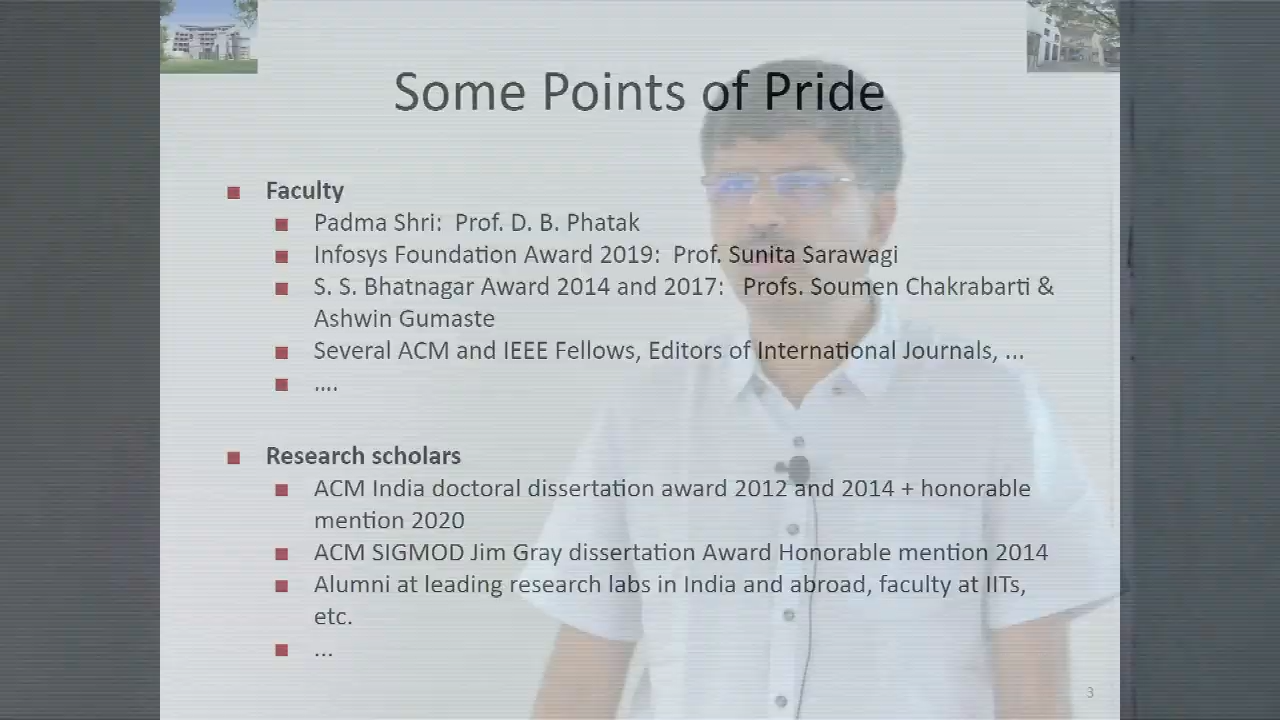 Some Points of Pride
Faculty
Padma Shri: Prof. D. B. Phatak
Infosys Foundation Award 2019: Prof. Sunita Sarawagi
S. S. Bhatnagar Award 2014 and 2017: Profs. Soumen Chakrabarti &
Ashwin Gumaste
Several ACM and IEEE Fellows, Editors of International Journals, ...
....
Research scholars
ACM India doctoral dissertation award 2012 and 2014 + honorable
mention 2020
ACM SIGMOD Jim Gray dissertation Award Honorable mention 2014
Alumni at leading research labs in India and abroad, faculty at IITs,
etc.
...
3